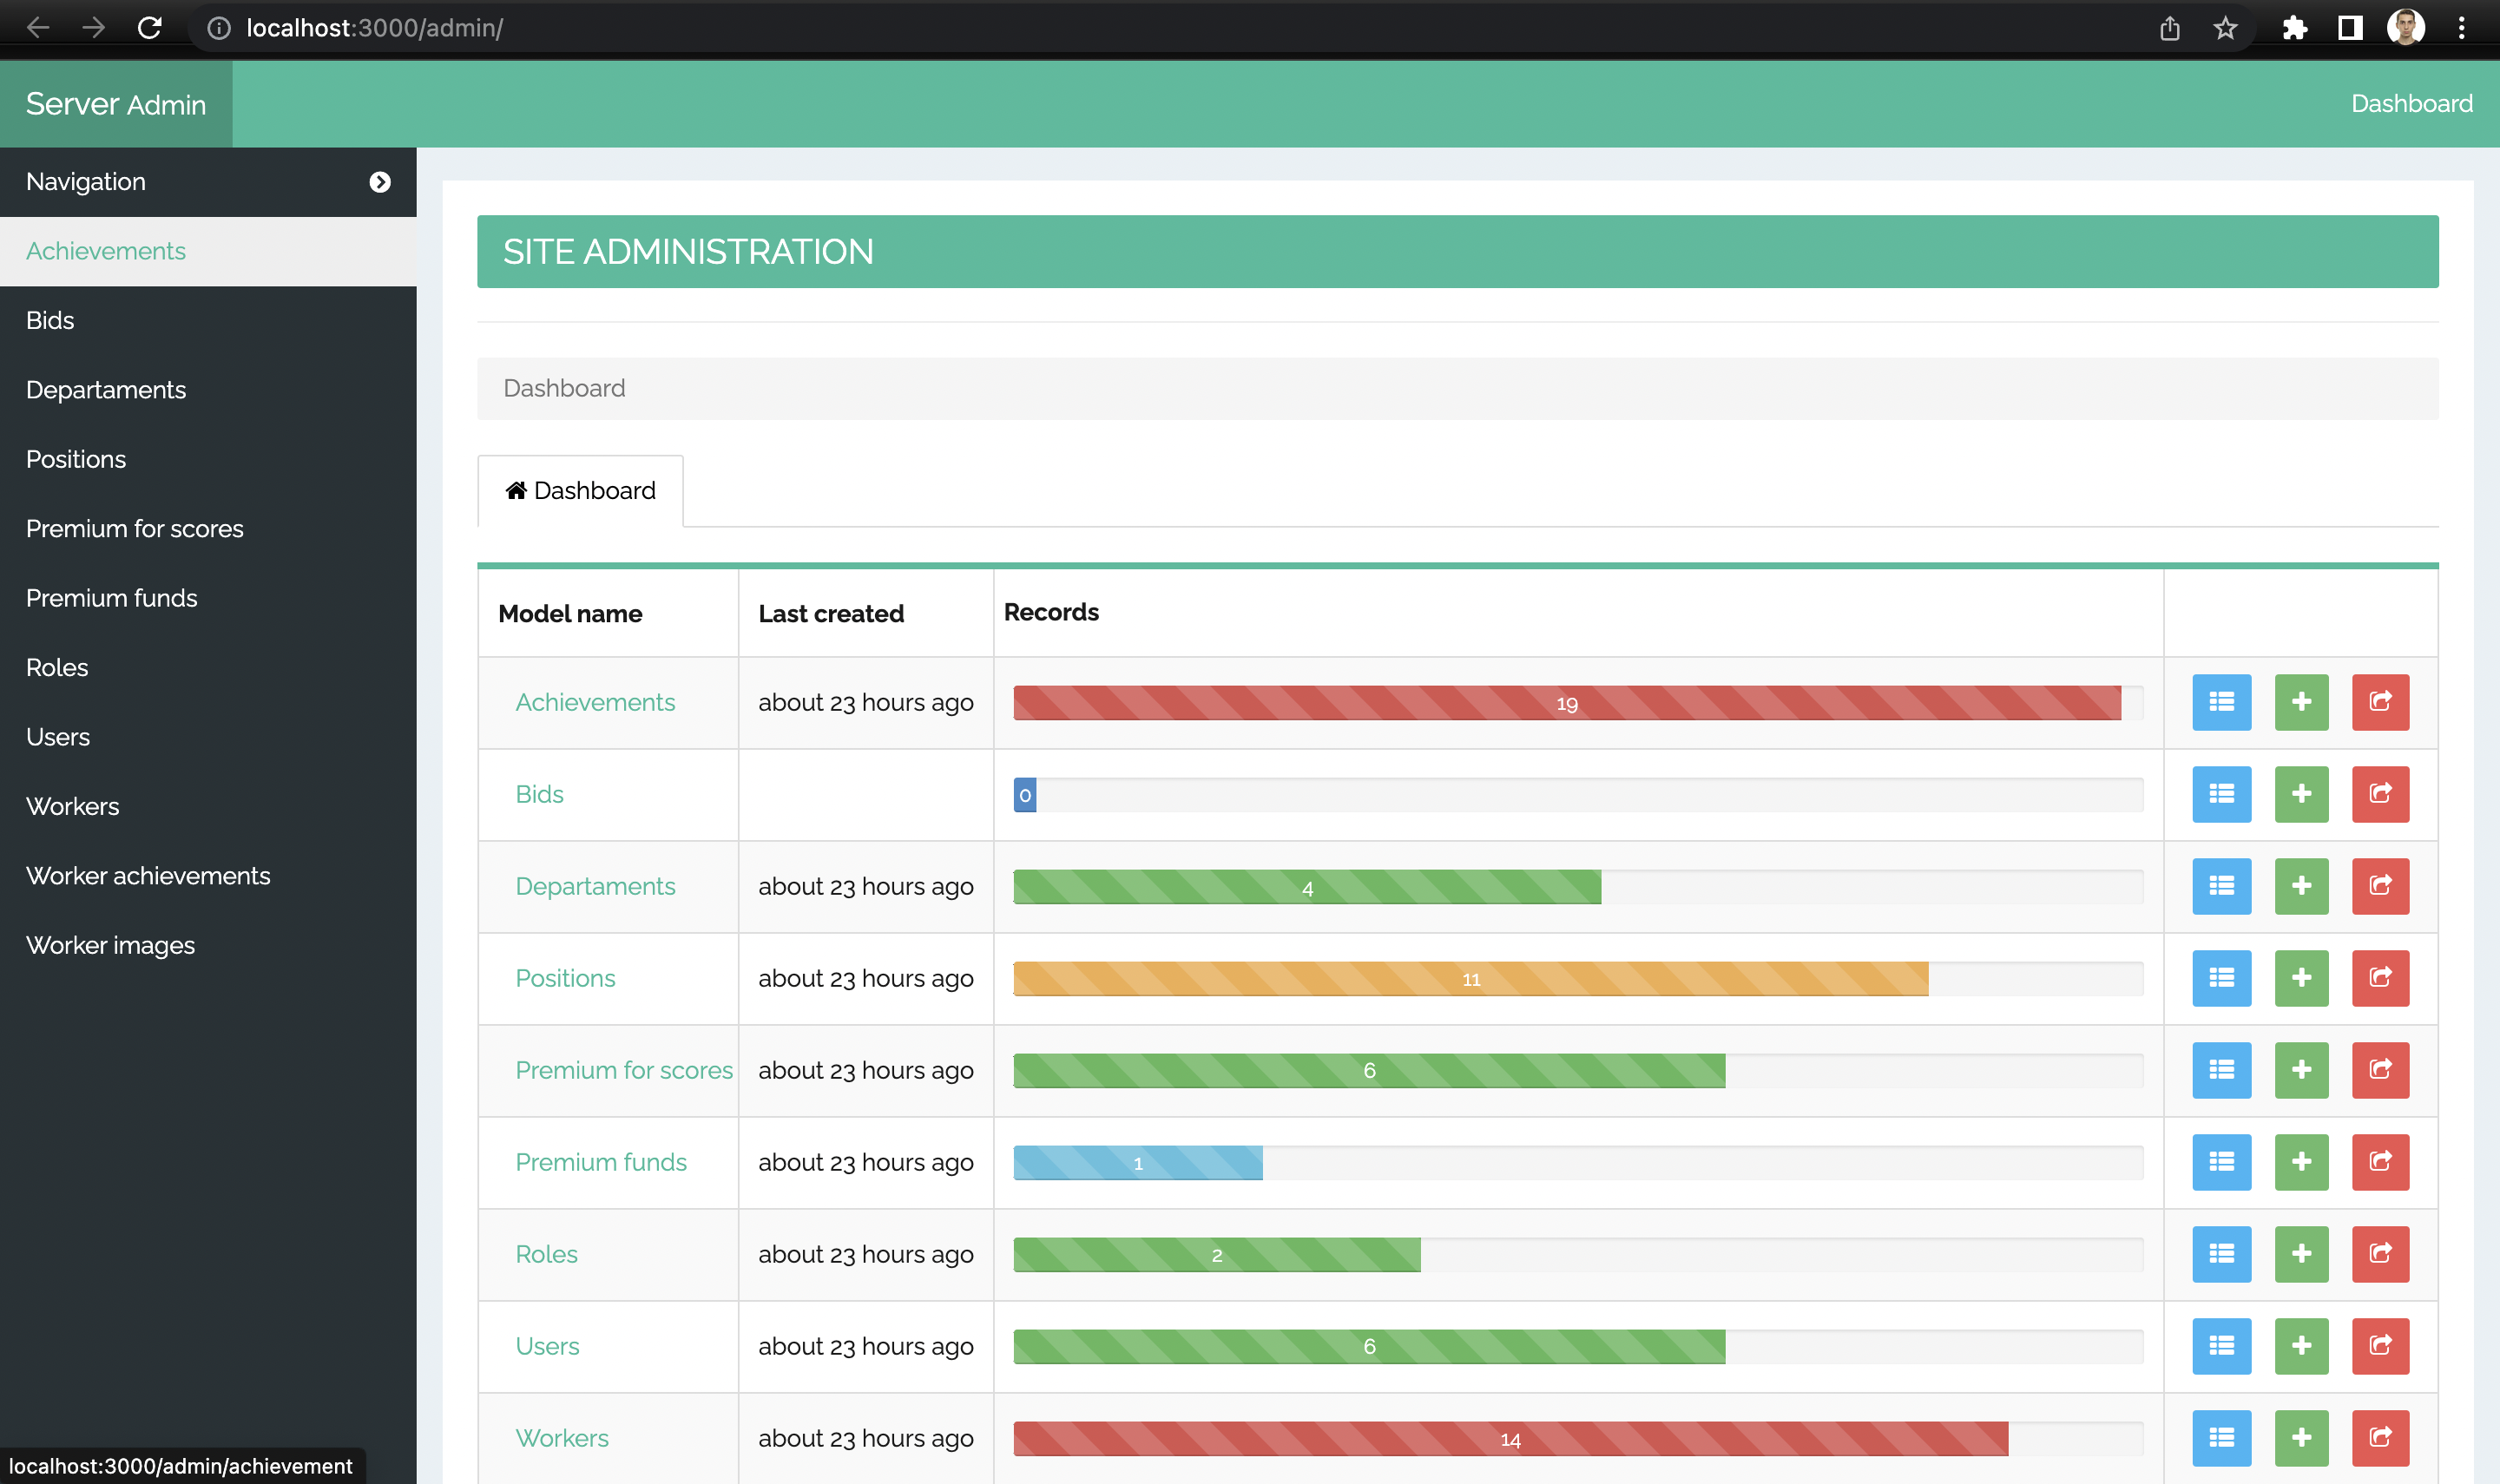 localhost:3000/admin/
Server Admin
Dashboard
Navigation
Achievements
Bids
Departaments
Positions
Premium for scores
Premium funds
Roles
Users
Workers
Worker achievements
Worker images
SITE ADMINISTRATION
Dashboard
Dashboard
Model name Last created Records
Achievements about 23 hours ago 19
Bids 0
Departaments about 23 hours ago 4
Positions about 23 hours ago 11
Premium for scores about 23 hours ago 6
Premium funds about 23 hours ago 1
Roles about 23 hours ago 2
Users about 23 hours ago 6
Workers about 23 hours ago 14
localhost:3000/admin/achievement